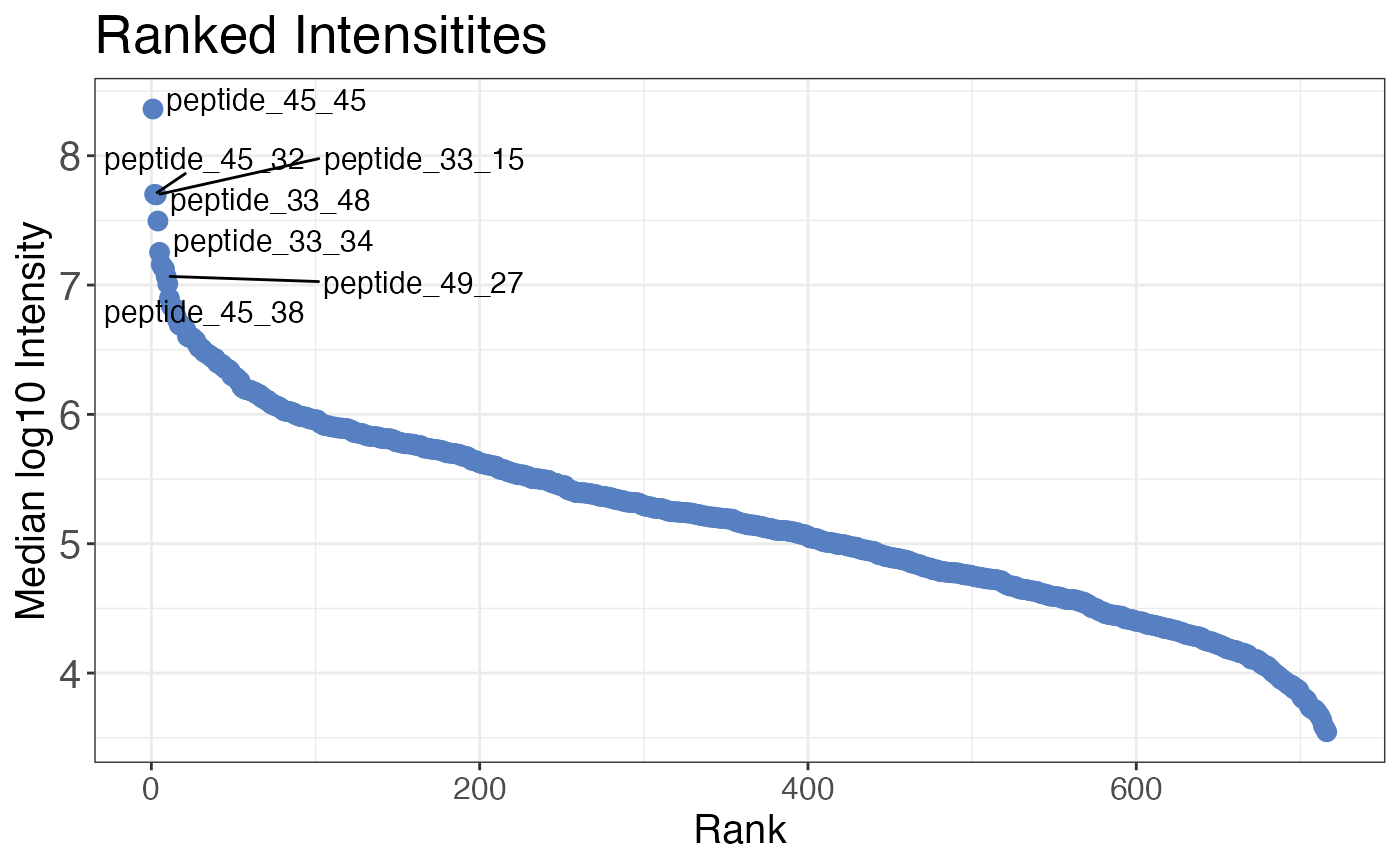 Ranked Intensitites
peptide_45_45
peptide_45_32
peptide_33_15
peptide_33_48
peptide_33_34
peptide_49_27
peptide_45_38
8
7
6
5
4
Median log10 Intensity
0
200
400
600
Rank